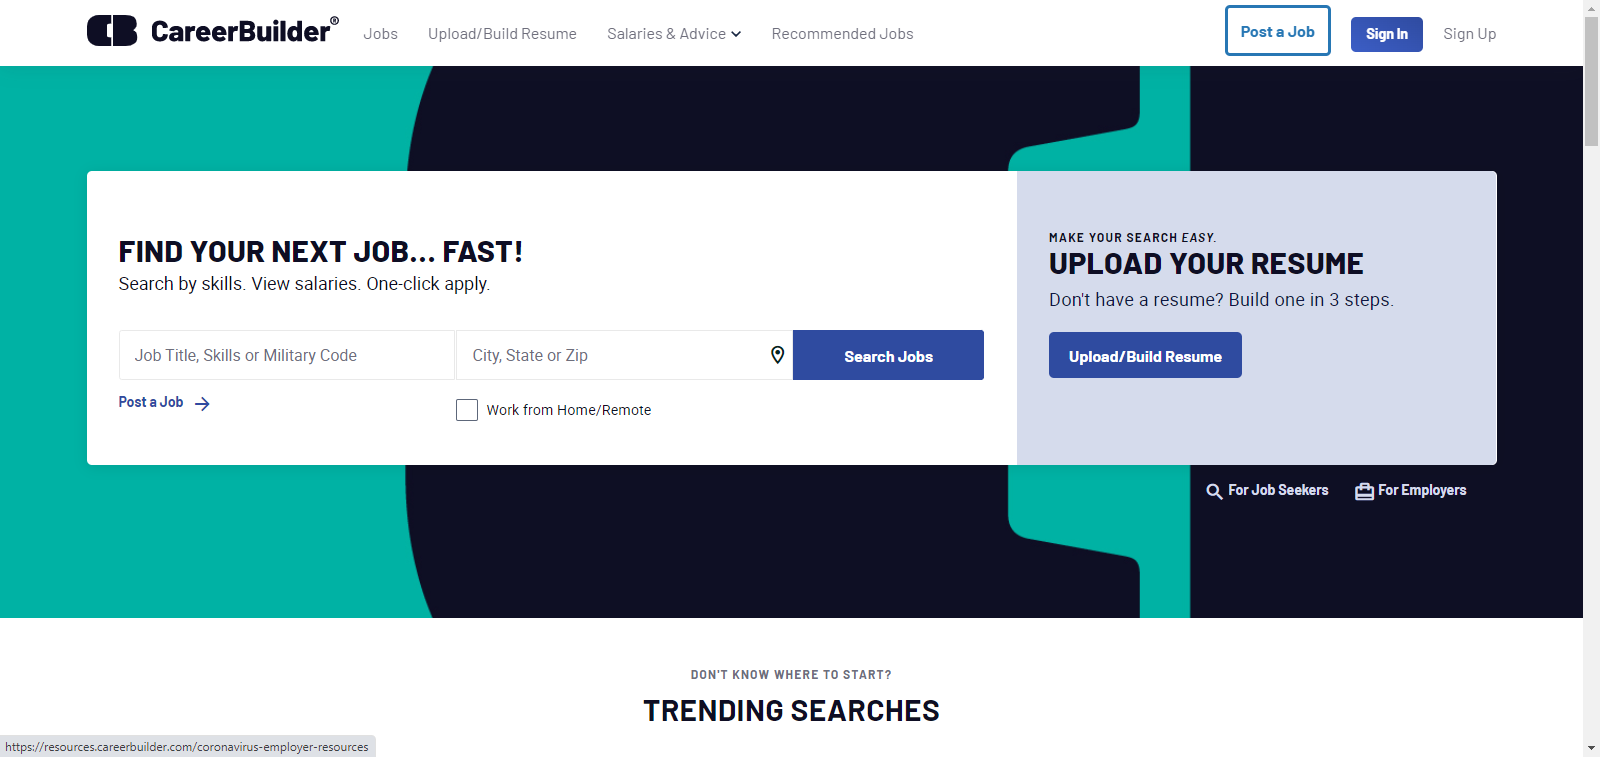 CareerBuilder®
Jobs
Upload/Build Resume
Salaries & Advice
Recommended Jobs
Post a Job
Sign In
Sign Up
FIND YOUR NEXT JOB... FAST!
Search by skills. View salaries. One-click apply.
Job Title, Skills or Military Code
City, State or Zip
Search Jobs
Post a Job
Work from Home/Remote
MAKE YOUR SEARCH EASY.
UPLOAD YOUR RESUME
Don't have a resume? Build one in 3 steps.
Upload/Build Resume
For Job Seekers
For Employers
DON'T KNOW WHERE TO START?
TRENDING SEARCHES
https://resources.careerbuilder.com/coronavirus-employer-resources